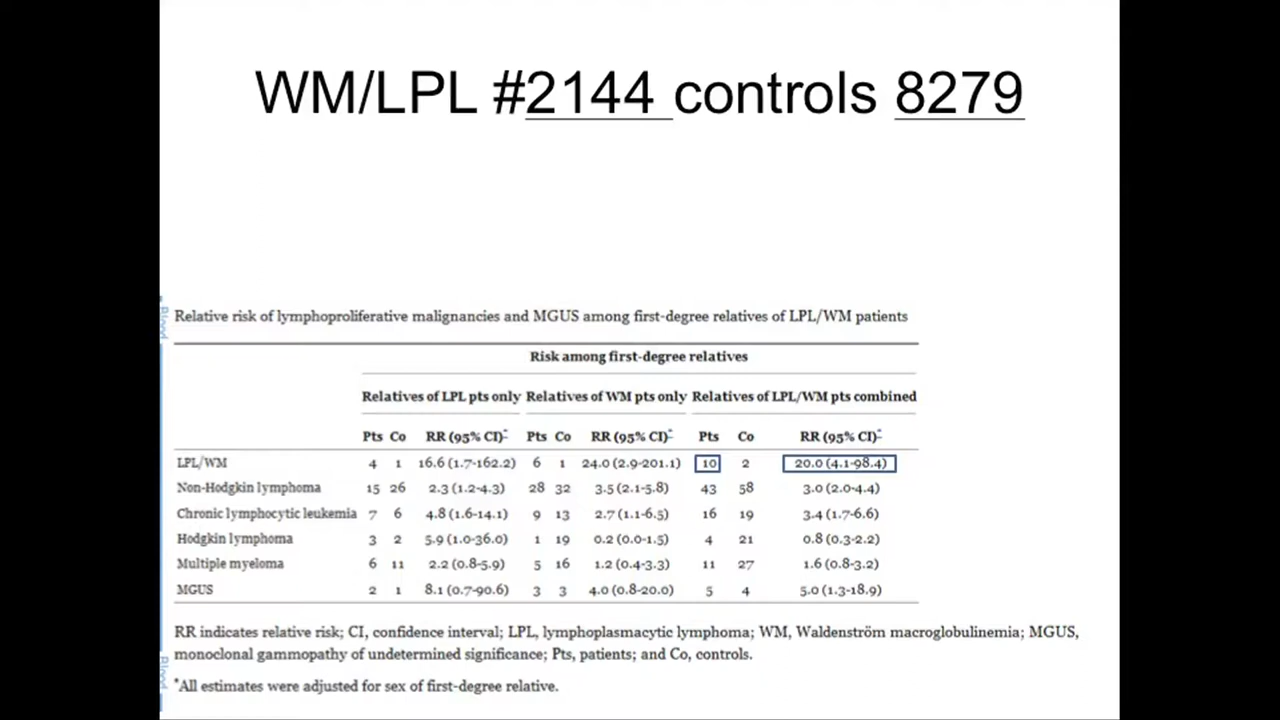 WM/LPL #2144 controls 8279
Relative risk of lymphoproliferative malignancies and MGUS among first-degree relatives of LPL/WM patients
Risk among first-degree relatives
Relatives of LPL pts only Relatives of WM pts only Relatives of LPL/WM pts combined
Pts Co RR (95% CI)* Pts Co RR (95% CI)* Pts Co RR (95% CI)*
LPL/WM 4 1 16.6 (1.7-162.2) 6 1 24.0 (2.9-201.1) 10 2 20.0 (4.1-98.4)
Non-Hodgkin lymphoma 15 26 2.3 (1.2-4.3) 28 32 3.5 (2.1-5.8) 43 58 3.0 (2.0-4.4)
Chronic lymphocytic leukemia 7 6 4.8 (1.6-14.1) 9 13 2.7 (1.1-6.5) 16 19 3.4 (1.7-6.6)
Hodgkin lymphoma 3 2 5.9 (1.0-36.0) 1 19 0.2 (0.0-1.5) 4 21 0.8 (0.3-2.2)
Multiple myeloma 6 11 2.2 (0.8-5.9) 5 16 1.2 (0.4-3.3) 11 27 1.6 (0.8-3.2)
MGUS 2 1 8.1 (0.7-90.6) 3 3 4.0 (0.8-20.0) 5 4 5.0 (1.3-18.9)
RR indicates relative risk; CI, confidence interval; LPL, lymphoplasmacytic lymphoma; WM, Waldenström macroglobulinemia; MGUS,
monoclonal gammopathy of undetermined significance; Pts, patients; and Co, controls.
*All estimates were adjusted for sex of first-degree relative.